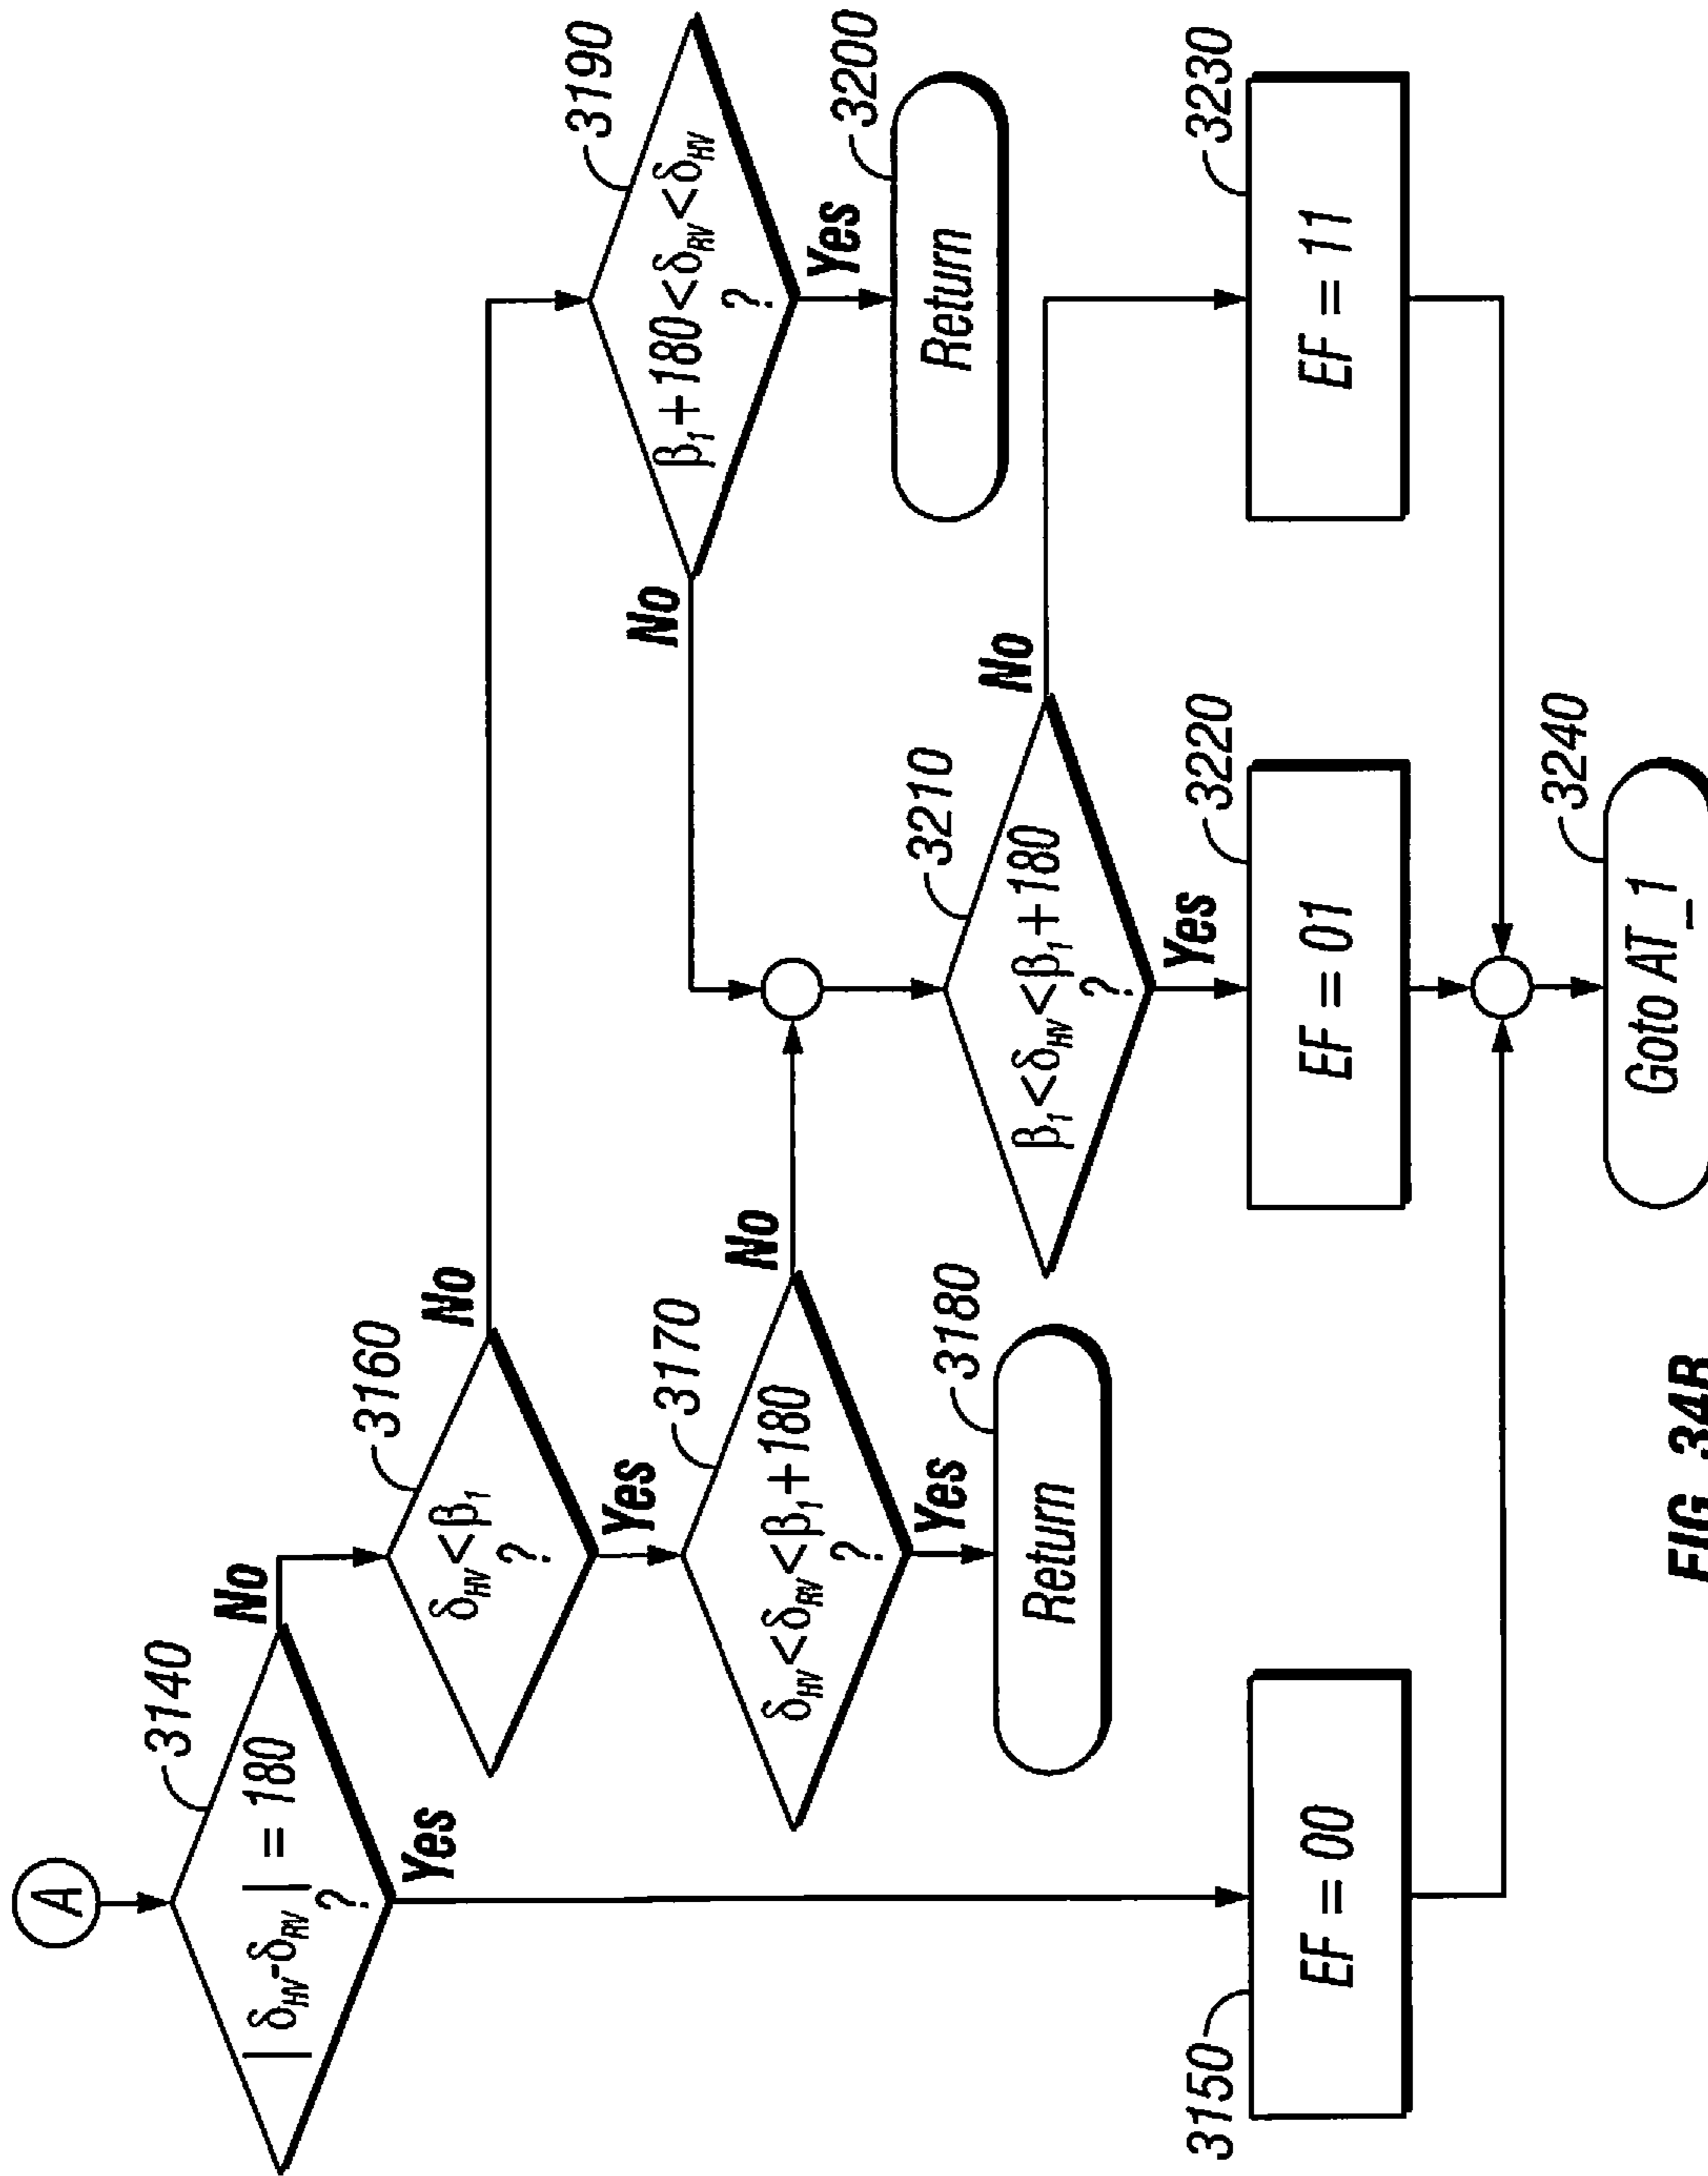 A
3140
| δHV-δRV | = 180
?
No
Yes
3160
δHV < β1
?
No
Yes
3170
δHV < δRV < β1 + 180
?
No
Yes
3180
Return
3190
β1 + 180 < δRV < δHV
?
No
Yes
3200
Return
3210
β1 < δHV < β1 + 180
?
No
Yes
3150
EF = 00
3220
EF = 01
3230
EF = 11
3240
Goto AT_1
FIG. 34B